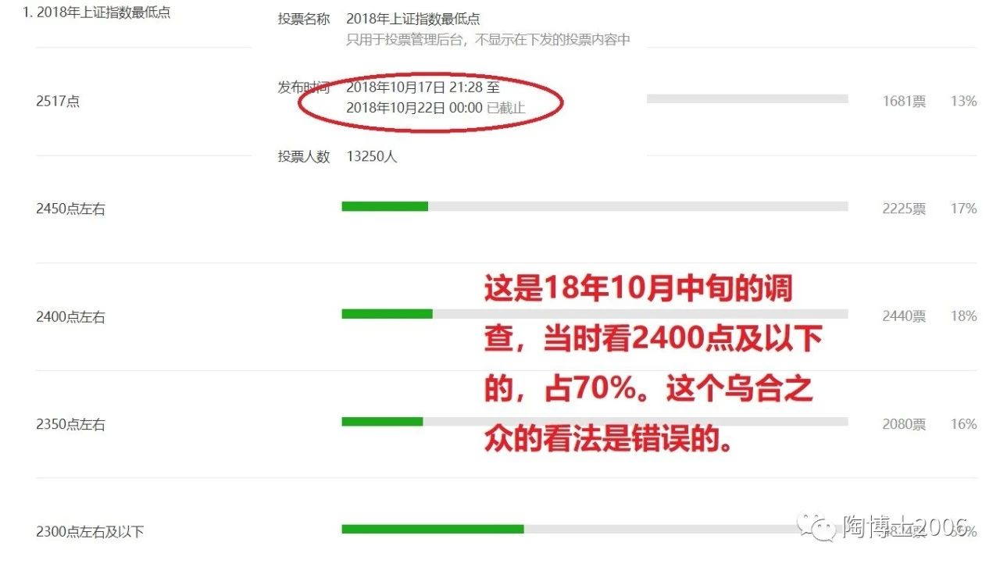 1. 2018年上证指数最低点
投票名称 2018年上证指数最低点
只用于投票管理后台，不显示在下发的投票内容中
发布时间 2018年10月17日 21:28 至
2018年10月22日 00:00 已截止
2517点 1681票 13%
投票人数 13250人
2450点左右 2225票 17%
这是18年10月中旬的调
2400点左右 2440票 18%
查，当时看2400点及以下
的，占70%。这个乌合之
2350点左右 2080票 16%
众的看法是错误的。
2300点左右及以下
陶博士2006